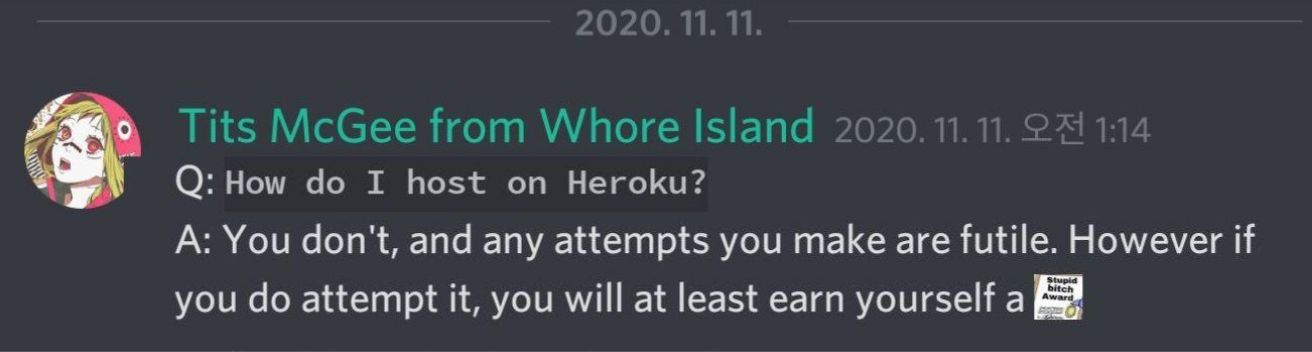 2020. 11. 11.
Tits McGee from Whore Island 2020. 11. 11. 오전 1:14
Q: How do I host on Heroku?
A: You don't, and any attempts you make are futile. However if
you do attempt it, you will at least earn yourself a
Stupid
bitch
Award